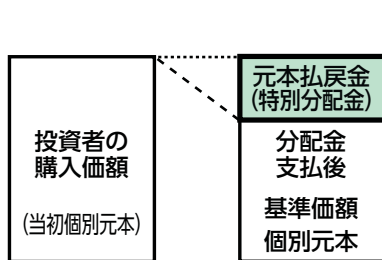 投資者の
購入価額
(当初個別元本)
元本払戻金
(特別分配金)
分配金
支払後
基準価額
個別元本